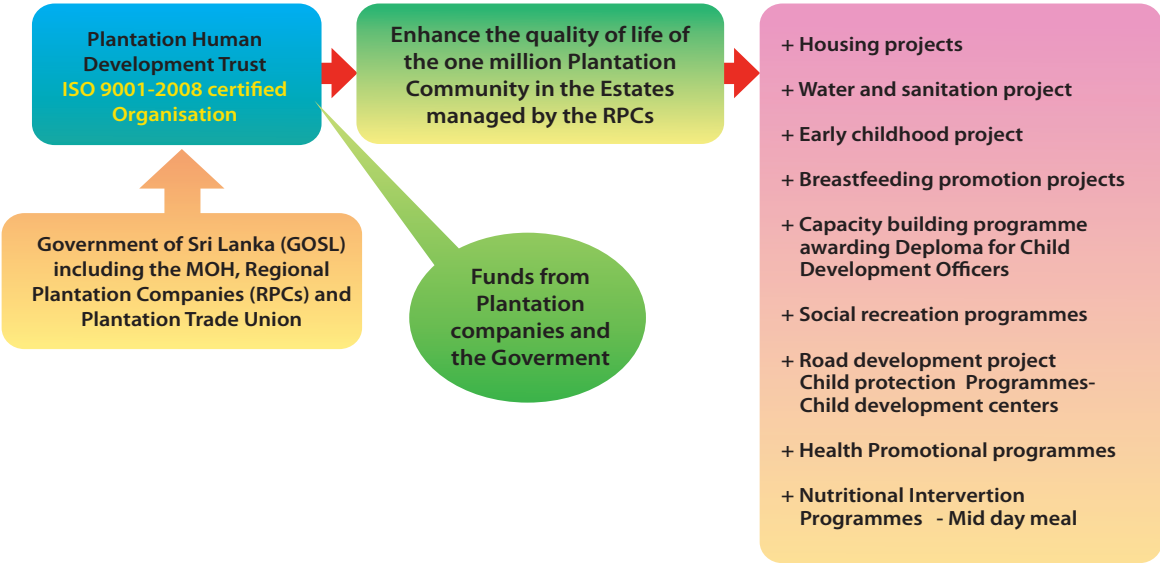 Plantation Human
Development Trust
ISO 9001-2008 certified
Organisation
Enhance the quality of life of
the one million Plantation
Community in the Estates
managed by the RPCs
Government of Sri Lanka (GOSL)
including the MOH, Regional
Plantation Companies (RPCs) and
Plantation Trade Union
Funds from
Plantation
companies and
the Goverment
+ Housing projects
+ Water and sanitation project
+ Early childhood project
+ Breastfeeding promotion projects
+ Capacity building programme
awarding Deploma for Child
Development Officers
+ Social recreation programmes
+ Road development project
Child protection Programmes-
Child development centers
+ Health Promotional programmes
+ Nutritional Intervention
Programmes - Mid day meal